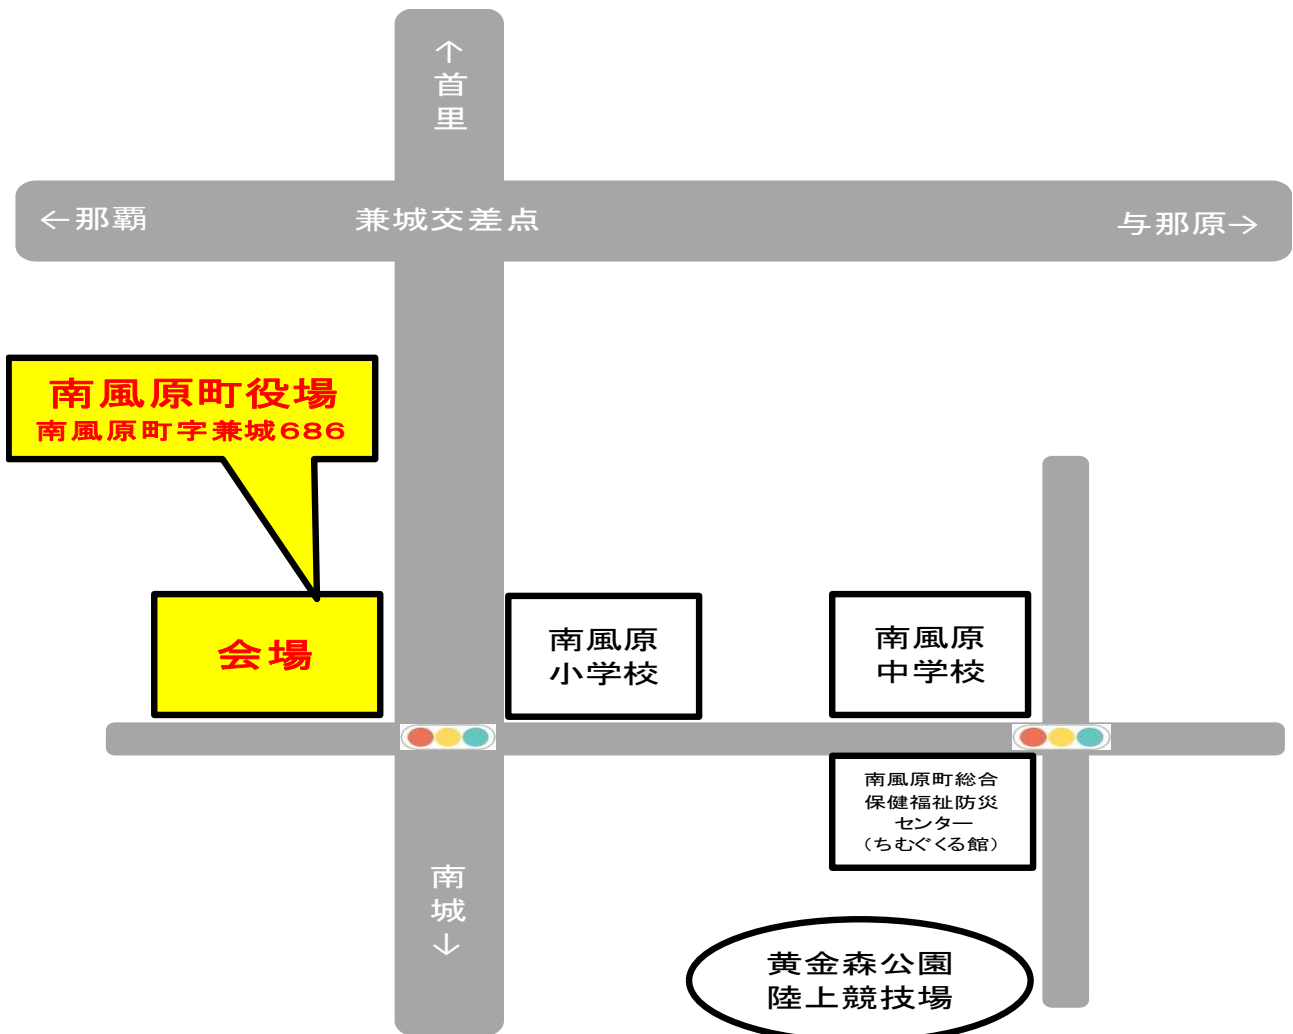 ↑首里
←那覇
兼城交差点
与那原→
南風原町役場
南風原町字兼城686
会場
南風原
小学校
南風原
中学校
南風原町総合
保健福祉防災
センター
（ちむぐくる館）
南城↓
黄金森公園
陸上競技場